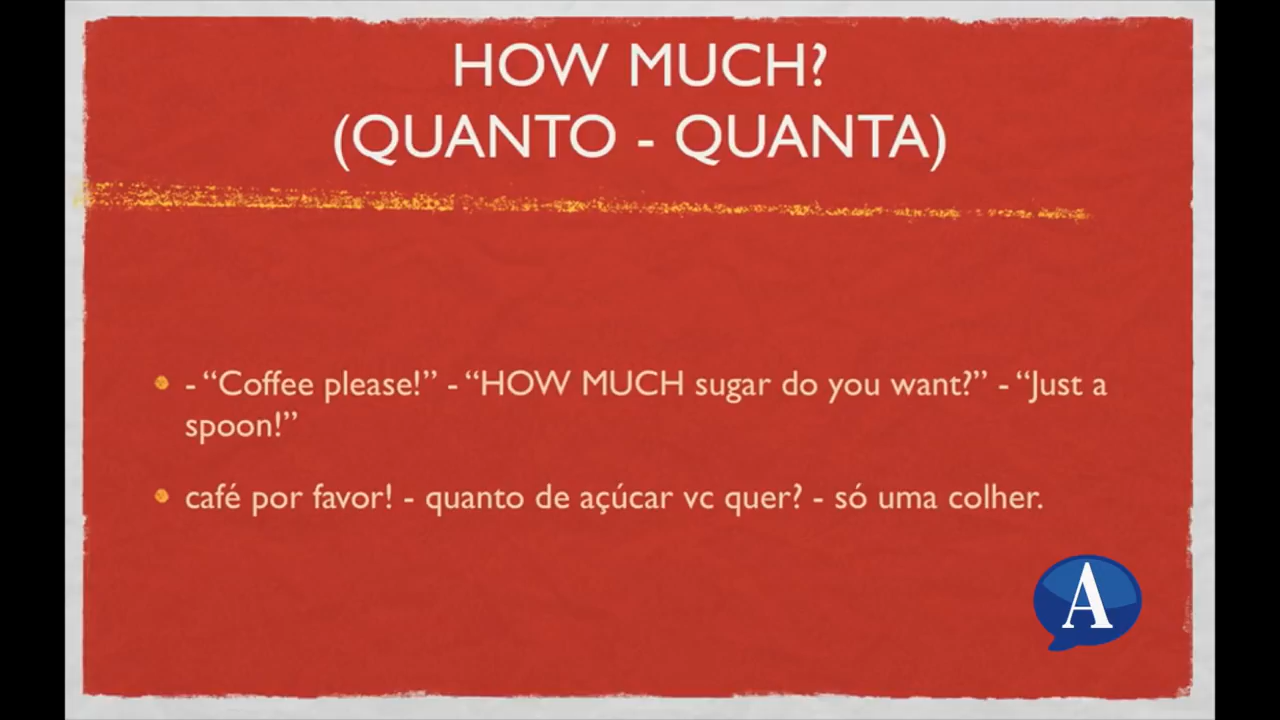 HOW MUCH?
(QUANTO - QUANTA)
- “Coffee please!” - “HOW MUCH sugar do you want?” - “Just a
spoon!”
café por favor! - quanto de açúcar vc quer? - só uma colher.
A